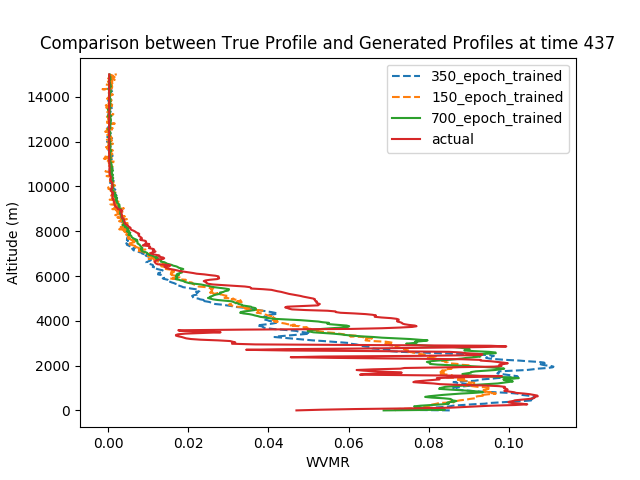 Comparison between True Profile and Generated Profiles at time 437
350_epoch_trained
150_epoch_trained
700_epoch_trained
actual
Altitude (m)
14000
12000
10000
8000
6000
4000
2000
0
0.00 0.02 0.04 0.06 0.08 0.10
WVMR